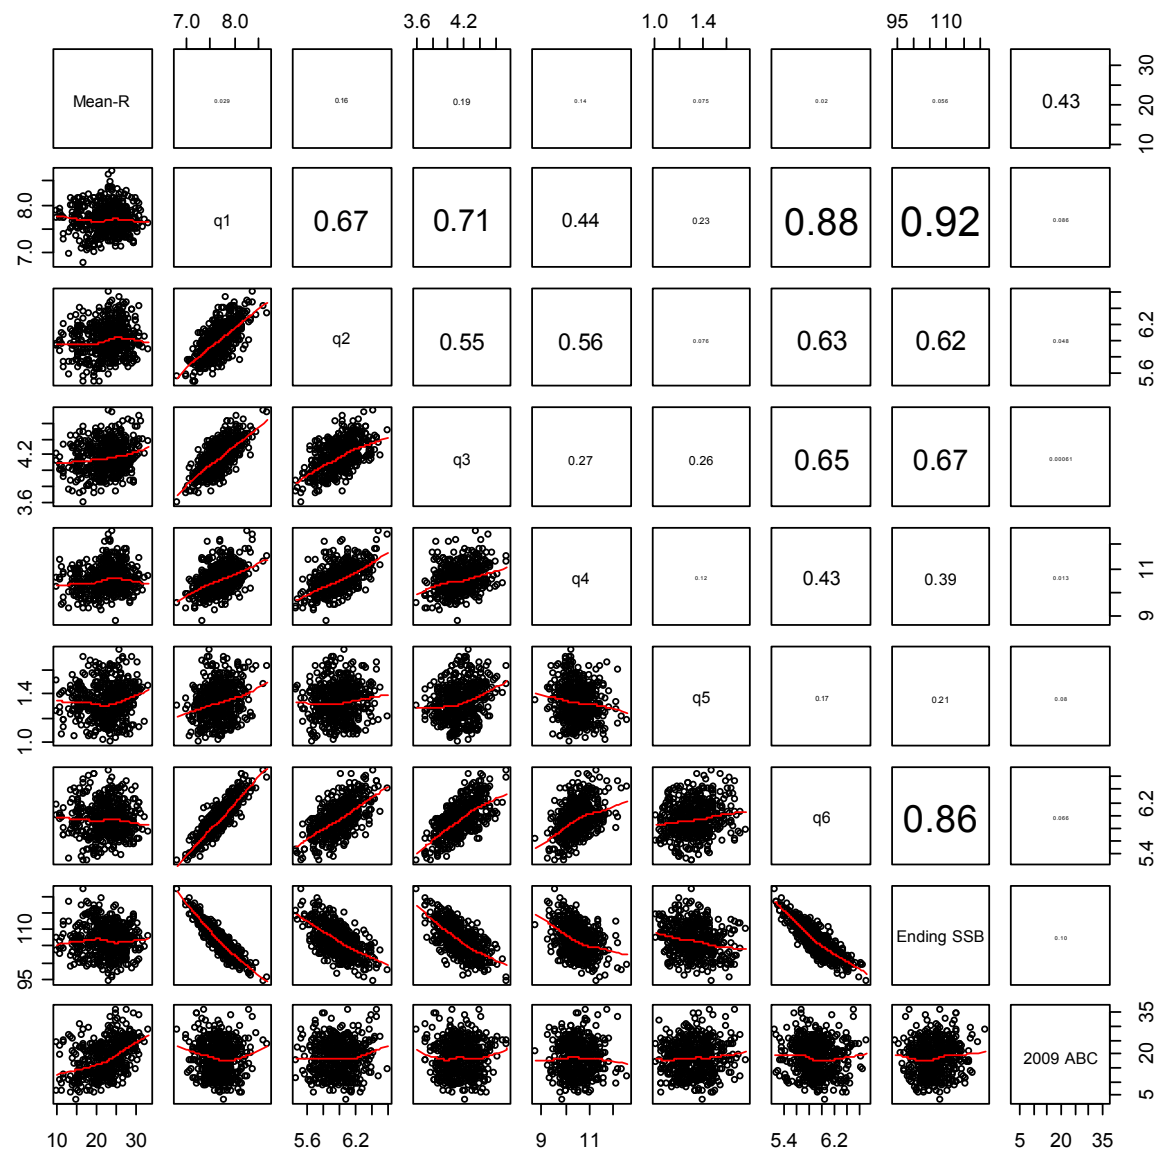 7.0 8.0 3.6 4.2 1.0 1.4 95 110
Mean-R 0.029 0.16 0.19 0.14 0.075 0.02 0.056 0.43 10 20 30
7.0 8.0 q1 0.67 0.71 0.44 0.23 0.88 0.92 0.086
q2 0.55 0.56 0.076 0.63 0.62 0.048 5.6 6.2
3.6 4.2 q3 0.27 0.26 0.65 0.67 0.00061
q4 0.12 0.43 0.39 0.013 9 11
1.0 1.4 q5 0.17 0.21 0.08
q6 0.86 0.066 5.4 6.2
95 110 Ending SSB 0.10
2009 ABC 5 20 35
10 20 30 5.6 6.2 9 11 5.4 6.2 5 20 35